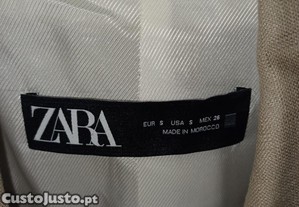 ZARA
EUR S USA S MEX 26
MADE IN MOROCCO
CustoJusto.pt